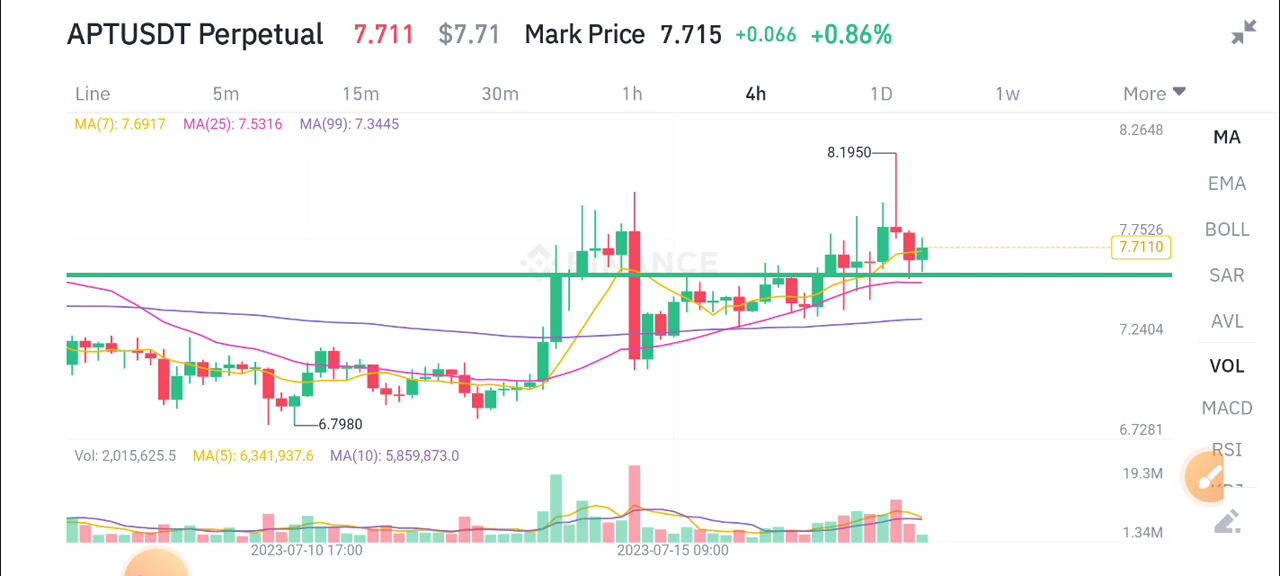 APTUSDT Perpetual 7.711 $7.71 Mark Price 7.715 +0.066 +0.86%
Line 5m 15m 30m 1h 4h 1D 1w More
MA(7): 7.6917 MA(25): 7.5316 MA(99): 7.3445
8.2648
MA
8.1950
EMA
7.7526
BOLL
7.7110
BINANCE
SAR
AVL
7.2404
VOL
MACD
6.7980
6.7281
RSI
Vol: 2,015,625.5 MA(5): 6,341,937.6 MA(10): 5,859,873.0
19.3M
1.34M
2023-07-10 17:00 2023-07-15 09:00